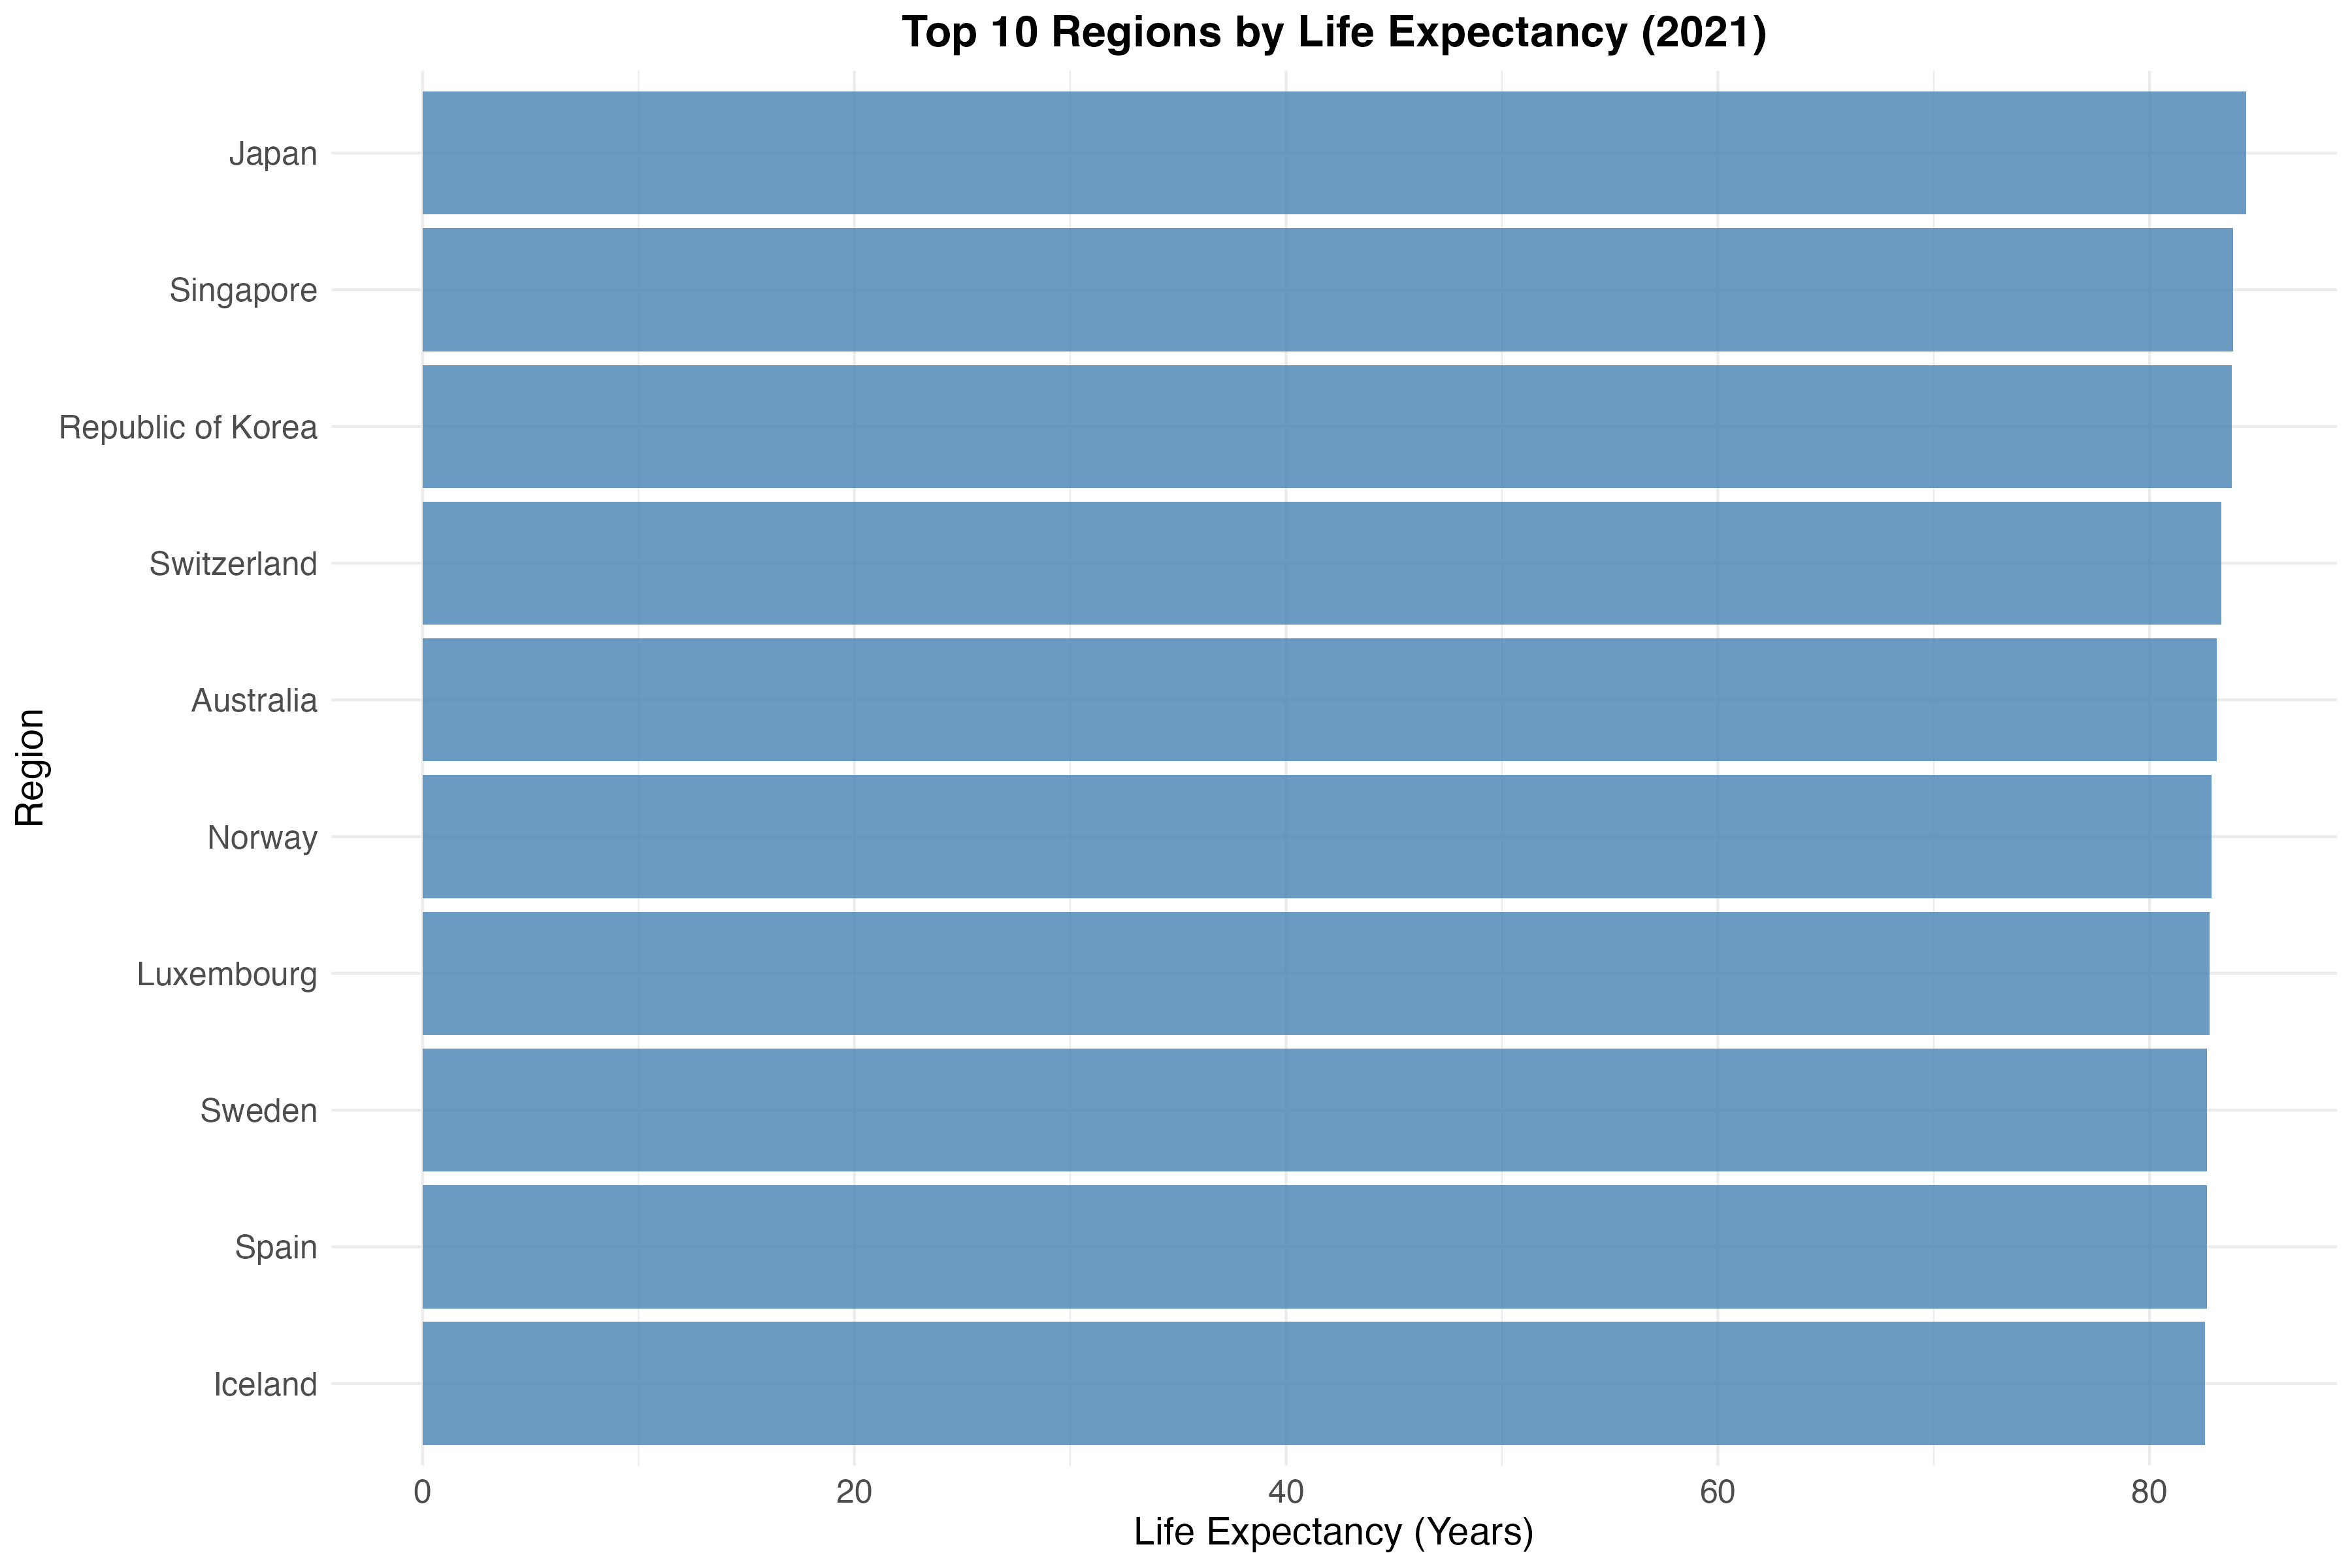 Top 10 Regions by Life Expectancy (2021)
Region
Japan
Singapore
Republic of Korea
Switzerland
Australia
Norway
Luxembourg
Sweden
Spain
Iceland
0 20 40 60 80
Life Expectancy (Years)